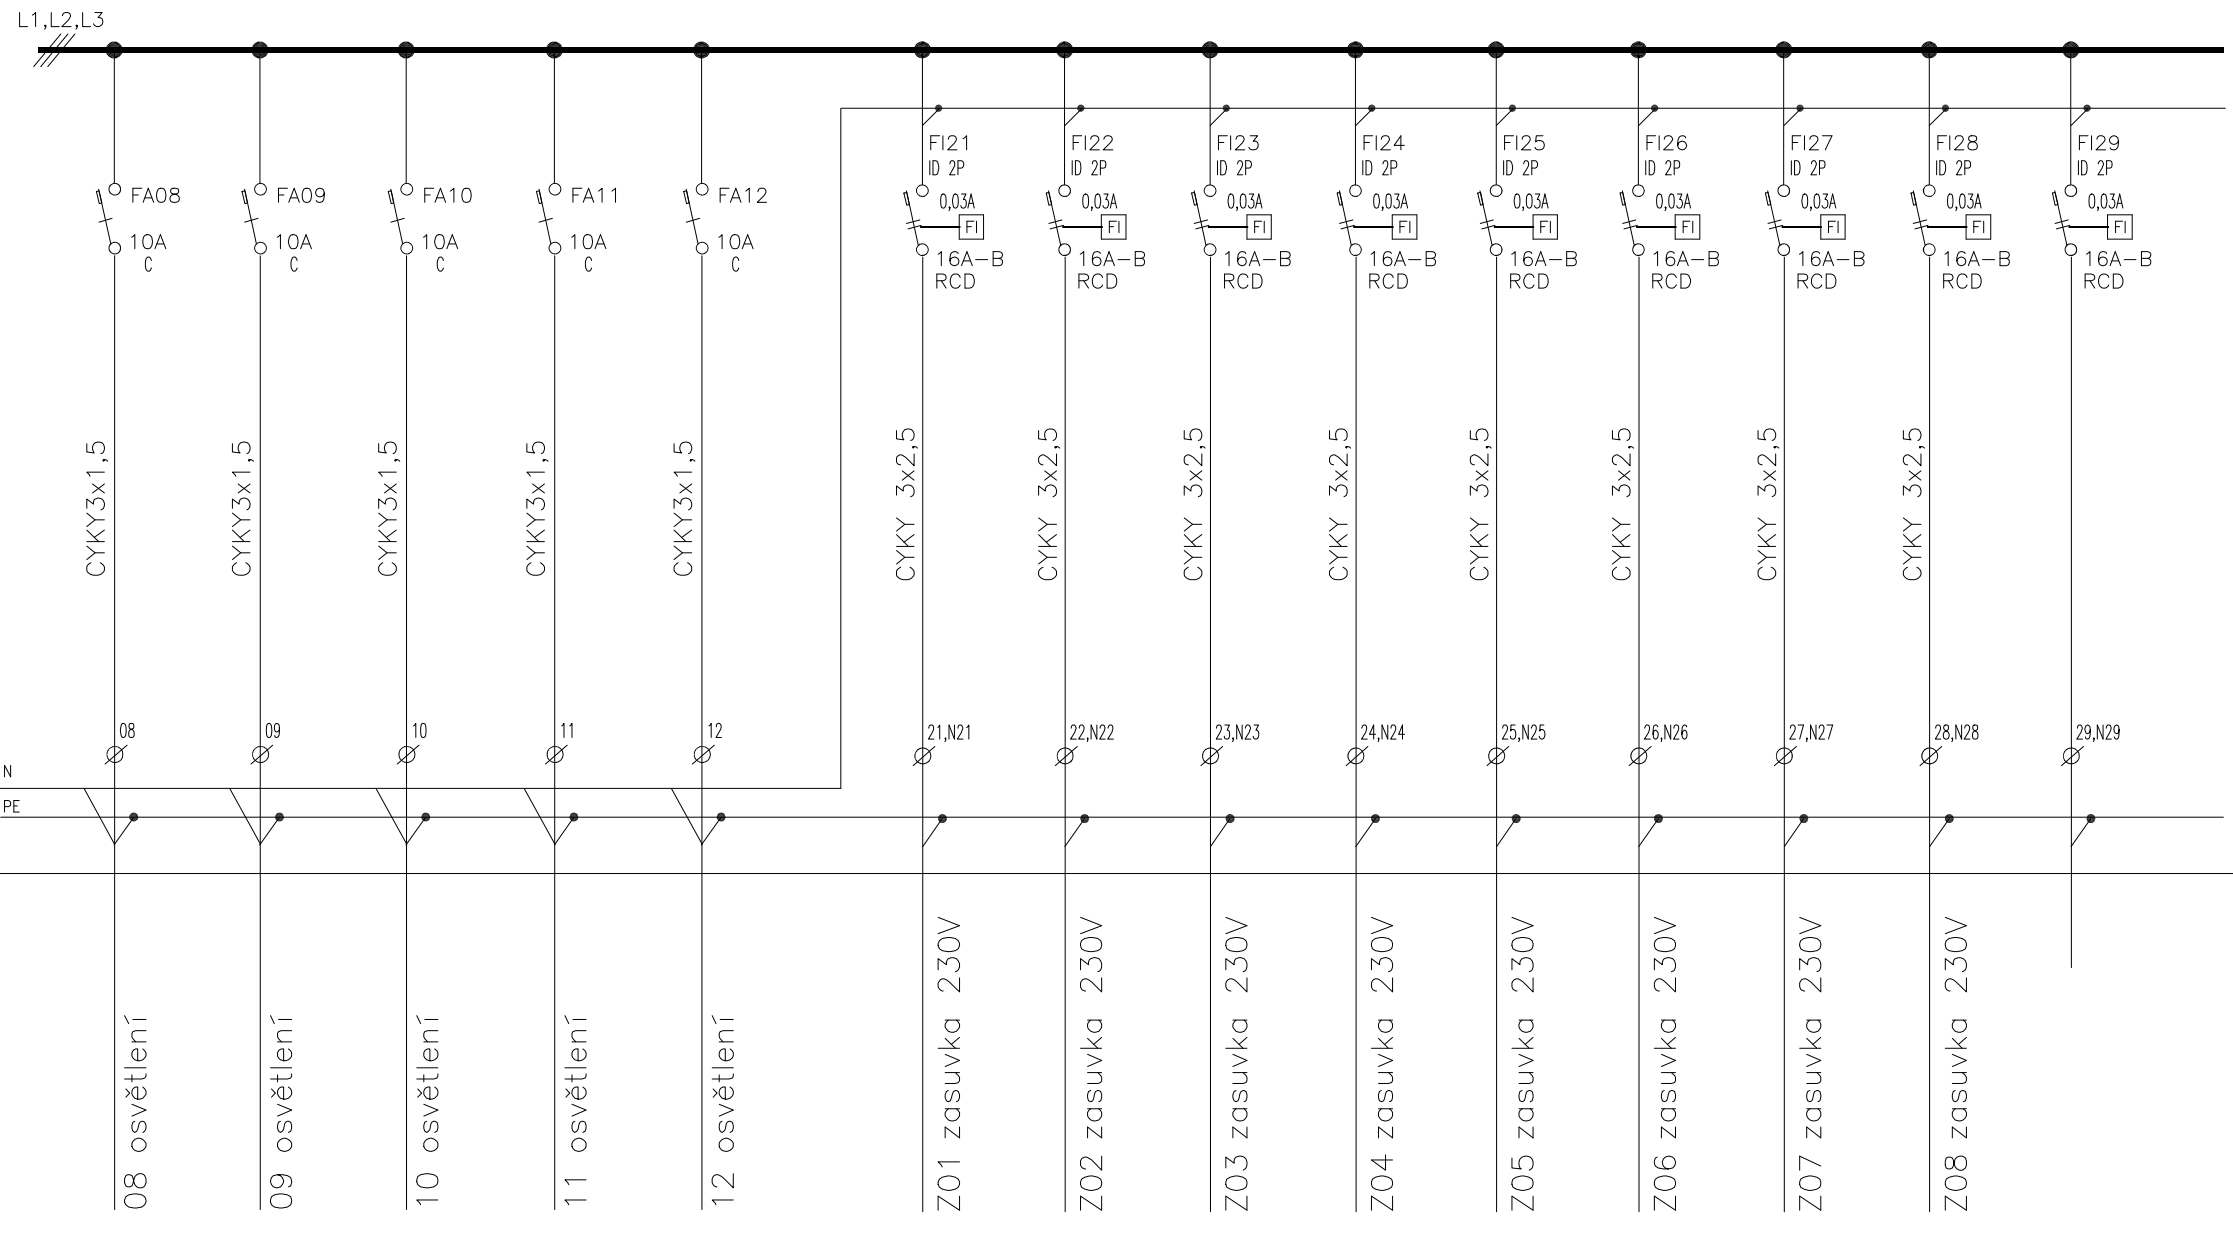 L1,L2,L3
FI21
FI22
FI23
FI24
FI25
FI26
FI27
FI28
FI29
ID 2P
ID 2P
ID 2P
ID 2P
ID 2P
ID 2P
ID 2P
ID 2P
ID 2P
FA08
FA09
FA10
FA11
FA12
0,03A
0,03A
0,03A
0,03A
0,03A
0,03A
0,03A
0,03A
0,03A
FI
FI
FI
FI
FI
FI
FI
FI
FI
10A
10A
10A
10A
10A
16A-B
16A-B
16A-B
16A-B
16A-B
16A-B
16A-B
16A-B
16A-B
C
C
C
C
C
RCD
RCD
RCD
RCD
RCD
RCD
RCD
RCD
RCD
CYKY3x1,5
CYKY3x1,5
CYKY3x1,5
CYKY3x1,5
CYKY3x1,5
CYKY 3x2,5
CYKY 3x2,5
CYKY 3x2,5
CYKY 3x2,5
CYKY 3x2,5
CYKY 3x2,5
CYKY 3x2,5
CYKY 3x2,5
08
09
10
11
12
21,N21
22,N22
23,N23
24,N24
25,N25
26,N26
27,N27
28,N28
29,N29
N
PE
08 osvětlení
09 osvětlení
10 osvětlení
11 osvětlení
12 osvětlení
Z01 zasuvka 230V
Z02 zasuvka 230V
Z03 zasuvka 230V
Z04 zasuvka 230V
Z05 zasuvka 230V
Z06 zasuvka 230V
Z07 zasuvka 230V
Z08 zasuvka 230V